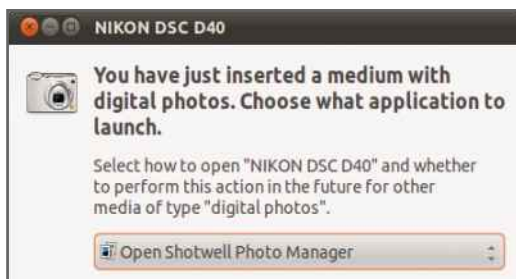 NIKON DSC D40
You have just inserted a medium with
digital photos. Choose what application to
launch.
Select how to open "NIKON DSC D40" and whether
to perform this action in the future for other
media of type "digital photos".
Open Shotwell Photo Manager